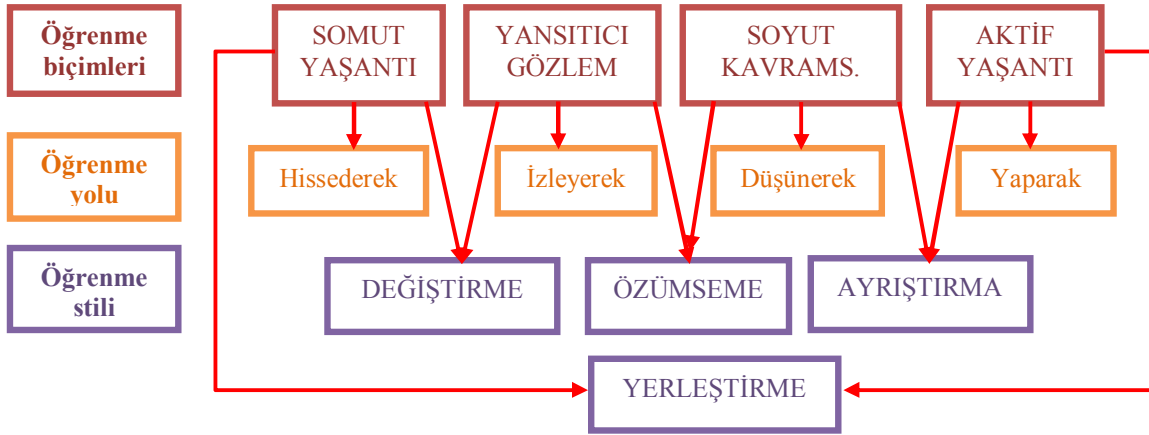 Öğrenme
biçimleri
SOMUT
YAŞANTI
YANSITICI
GÖZLEM
SOYUT
KAVRAMS.
AKTİF
YAŞANTI
Öğrenme
yolu
Hissederek
İzleyerek
Düşünerek
Yaparak
Öğrenme
stili
DEĞİŞTİRME
ÖZÜMSEME
AYRIŞTIRMA
YERLEŞTİRME